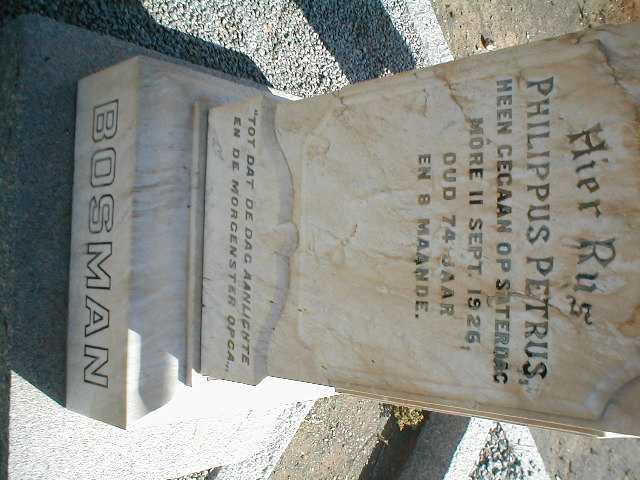 Hier Rus
PHILIPPUS PETRUS,
HEEN GEGAAN OP SATERDAG
MÔRE 11 SEPT. 1926,
OUD 74 JAAR
EN 8 MAANDE.
"TOT DAT DE DAG AANLICHTE
EN DE MORGENSTER OPGA„
BOSMAN